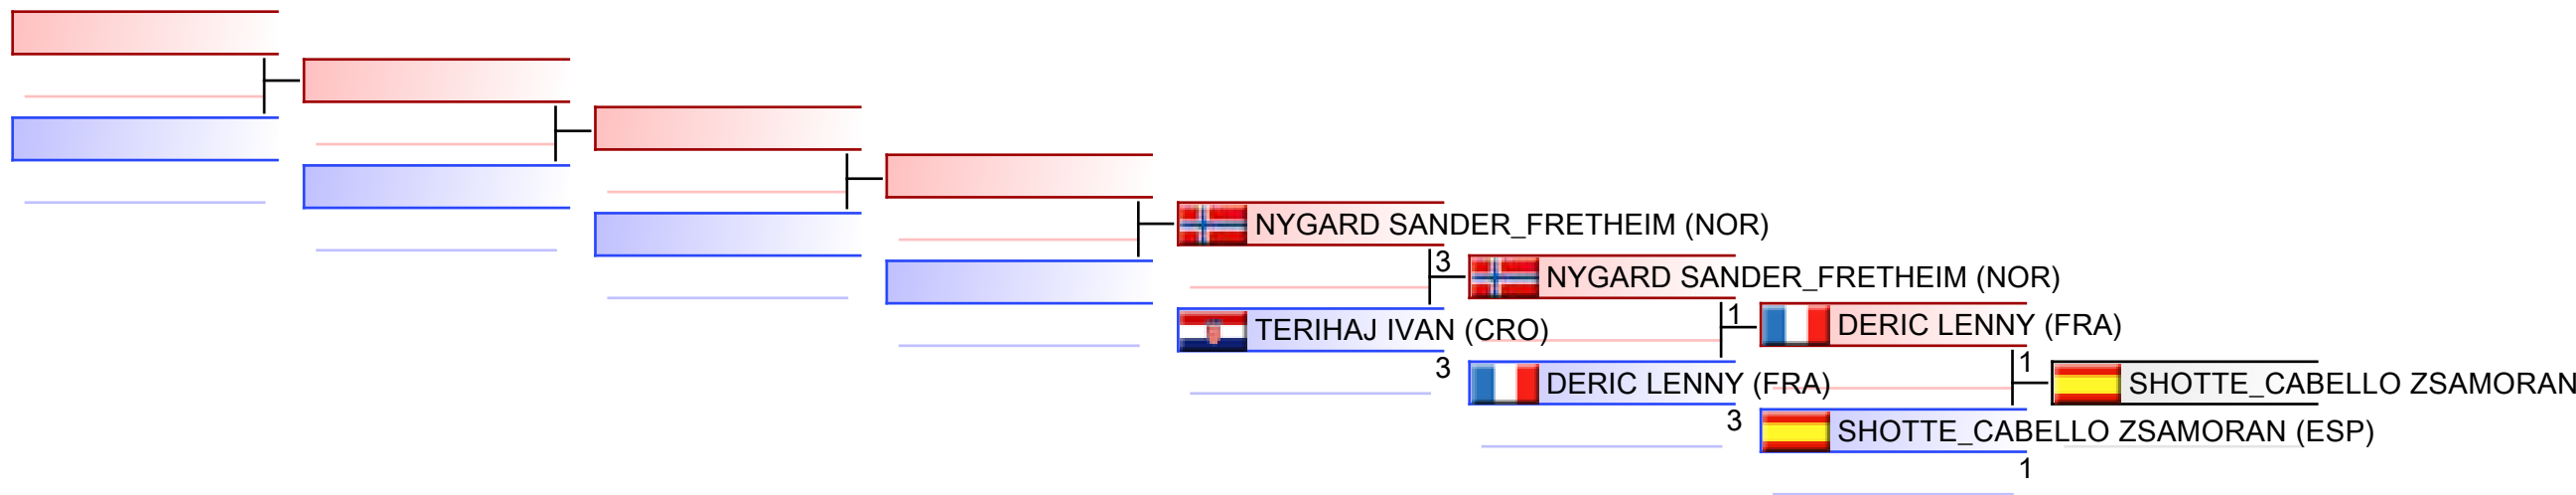 NYGARD SANDER_FRETHEIM (NOR)
3
NYGARD SANDER_FRETHEIM (NOR)
TERIHAJ IVAN (CRO)
3
1
DERIC LENNY (FRA)
DERIC LENNY (FRA)
3
1
SHOTTE_CABELLO ZSAMORAN
SHOTTE_CABELLO ZSAMORAN (ESP)
1